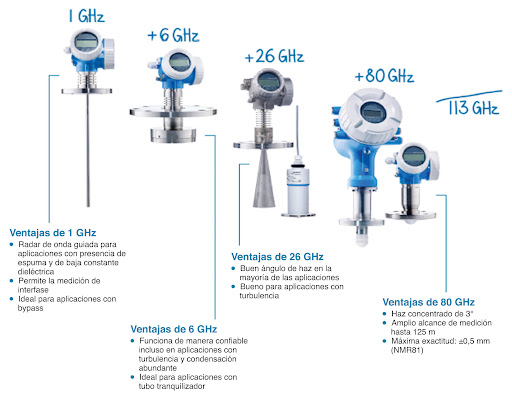 1 GHz
+6 GHz
+26 GHz
+80 GHz
113 GHz
Ventajas de 1 GHz
● Radar de onda guiada para
aplicaciones con presencia de
espuma y de baja constante
dieléctrica
● Permite la medición de
interfase
● Ideal para aplicaciones con
bypass
Ventajas de 6 GHz
● Funciona de manera confiable
incluso en aplicaciones con
turbulencia y condensación
abundante
● Ideal para aplicaciones con
tubo tranquilizador
Ventajas de 26 GHz
● Buen ángulo de haz en la
mayoría de las aplicaciones
● Bueno para aplicaciones con
turbulencia
Ventajas de 80 GHz
● Haz concentrado de 3°
● Amplio alcance de medición
hasta 125 m
● Máxima exactitud: ±0,5 mm
(NMR81)